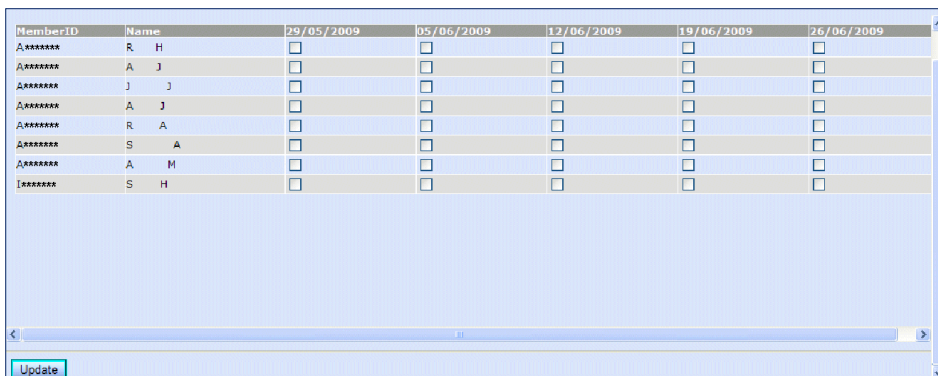 MemberID Name 29/05/2009 05/06/2009 12/06/2009 19/06/2009 26/06/2009
A******* R H
A******* A J
A******* J J
A******* A J
A******* R A
A******* S A
A******* A M
I******* S H
Update